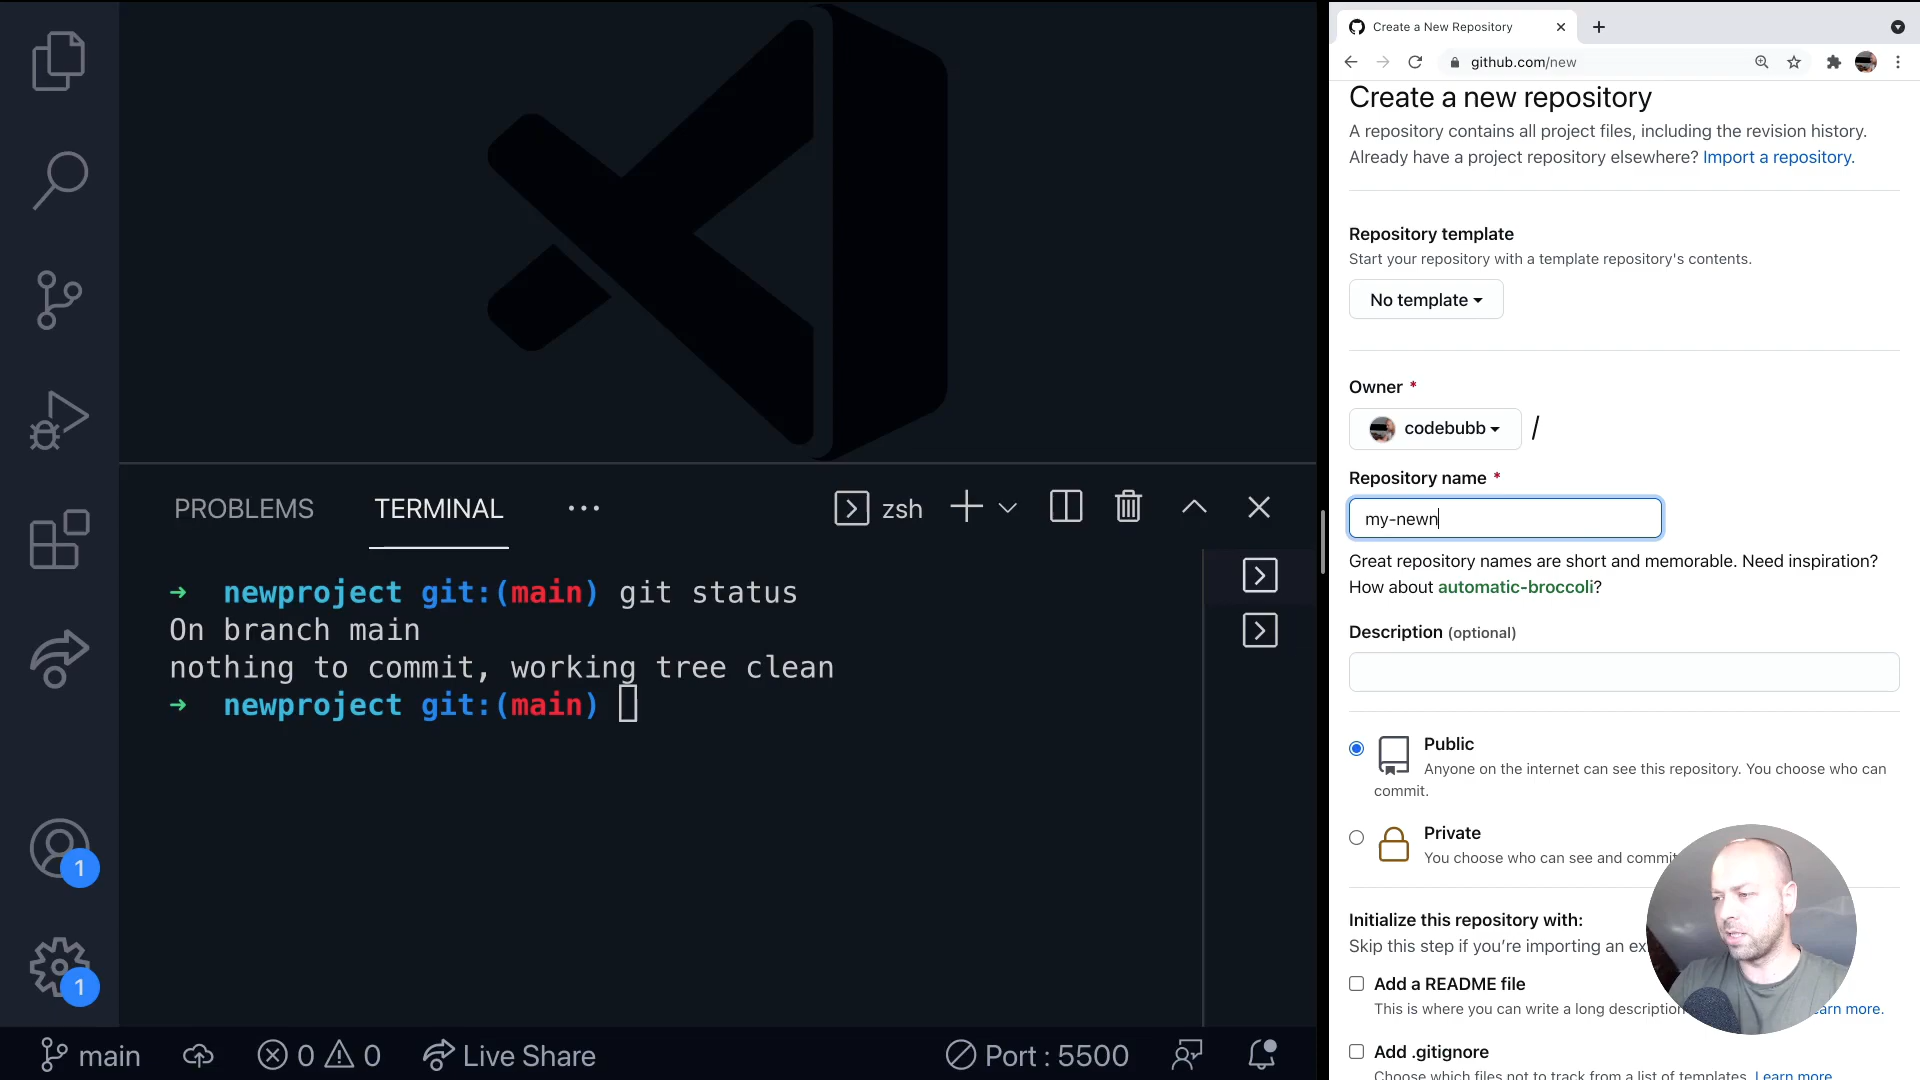 PROBLEMS
TERMINAL
zsh
➜ newproject git:(main) git status
On branch main
nothing to commit, working tree clean
➜ newproject git:(main)
1
1
main
0
0
Live Share
Port : 5500
Create a New Repository
github.com/new
Create a new repository
A repository contains all project files, including the revision history.
Already have a project repository elsewhere? Import a repository.
Repository template
Start your repository with a template repository's contents.
No template
Owner *
codebubb
/
Repository name *
my-newn
Great repository names are short and memorable. Need inspiration?
How about automatic-broccoli?
Description (optional)
Public
Anyone on the internet can see this repository. You choose who can
commit.
Private
You choose who can see and commit
Initialize this repository with:
Skip this step if you're importing an
Add a README file
This is where you can write a long description
more.
Add .gitignore
Choose which files not to track from a list of templates. Learn more.